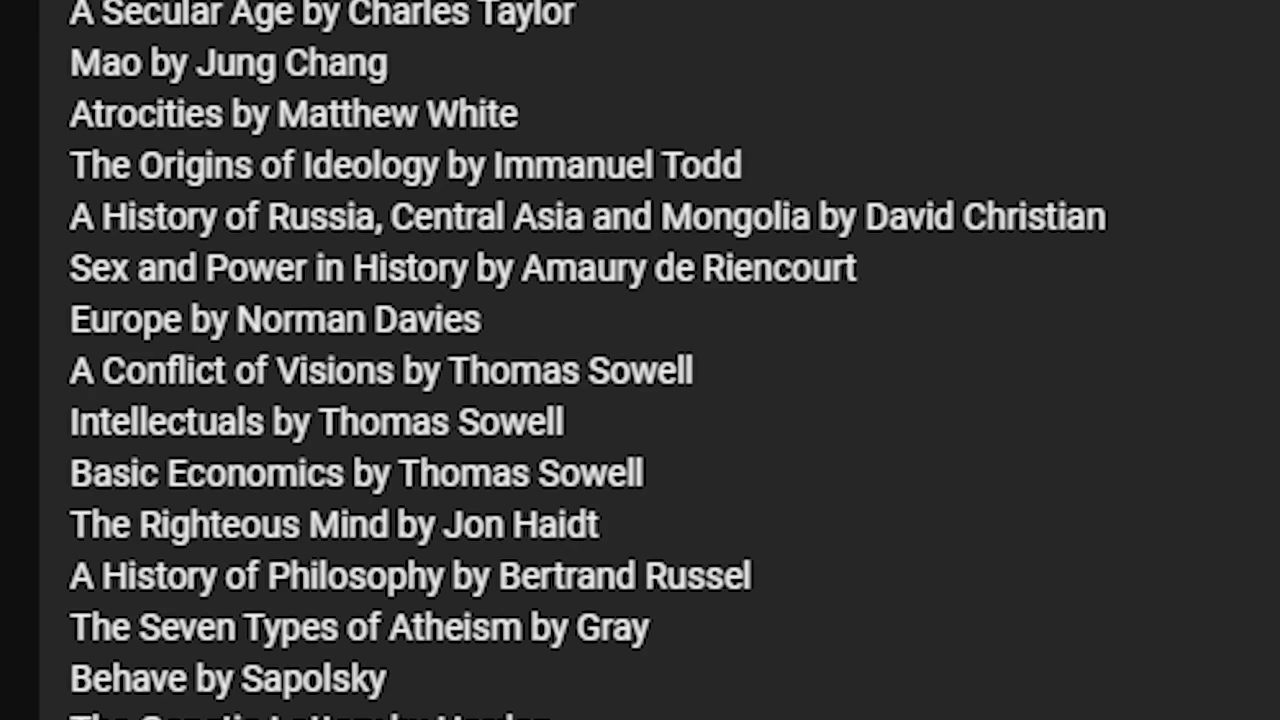 A Secular Age by Charles Taylor
Mao by Jung Chang
Atrocities by Matthew White
The Origins of Ideology by Immanuel Todd
A History of Russia, Central Asia and Mongolia by David Christian
Sex and Power in History by Amaury de Riencourt
Europe by Norman Davies
A Conflict of Visions by Thomas Sowell
Intellectuals by Thomas Sowell
Basic Economics by Thomas Sowell
The Righteous Mind by Jon Haidt
A History of Philosophy by Bertrand Russel
The Seven Types of Atheism by Gray
Behave by Sapolsky
The Genetic Lottery by